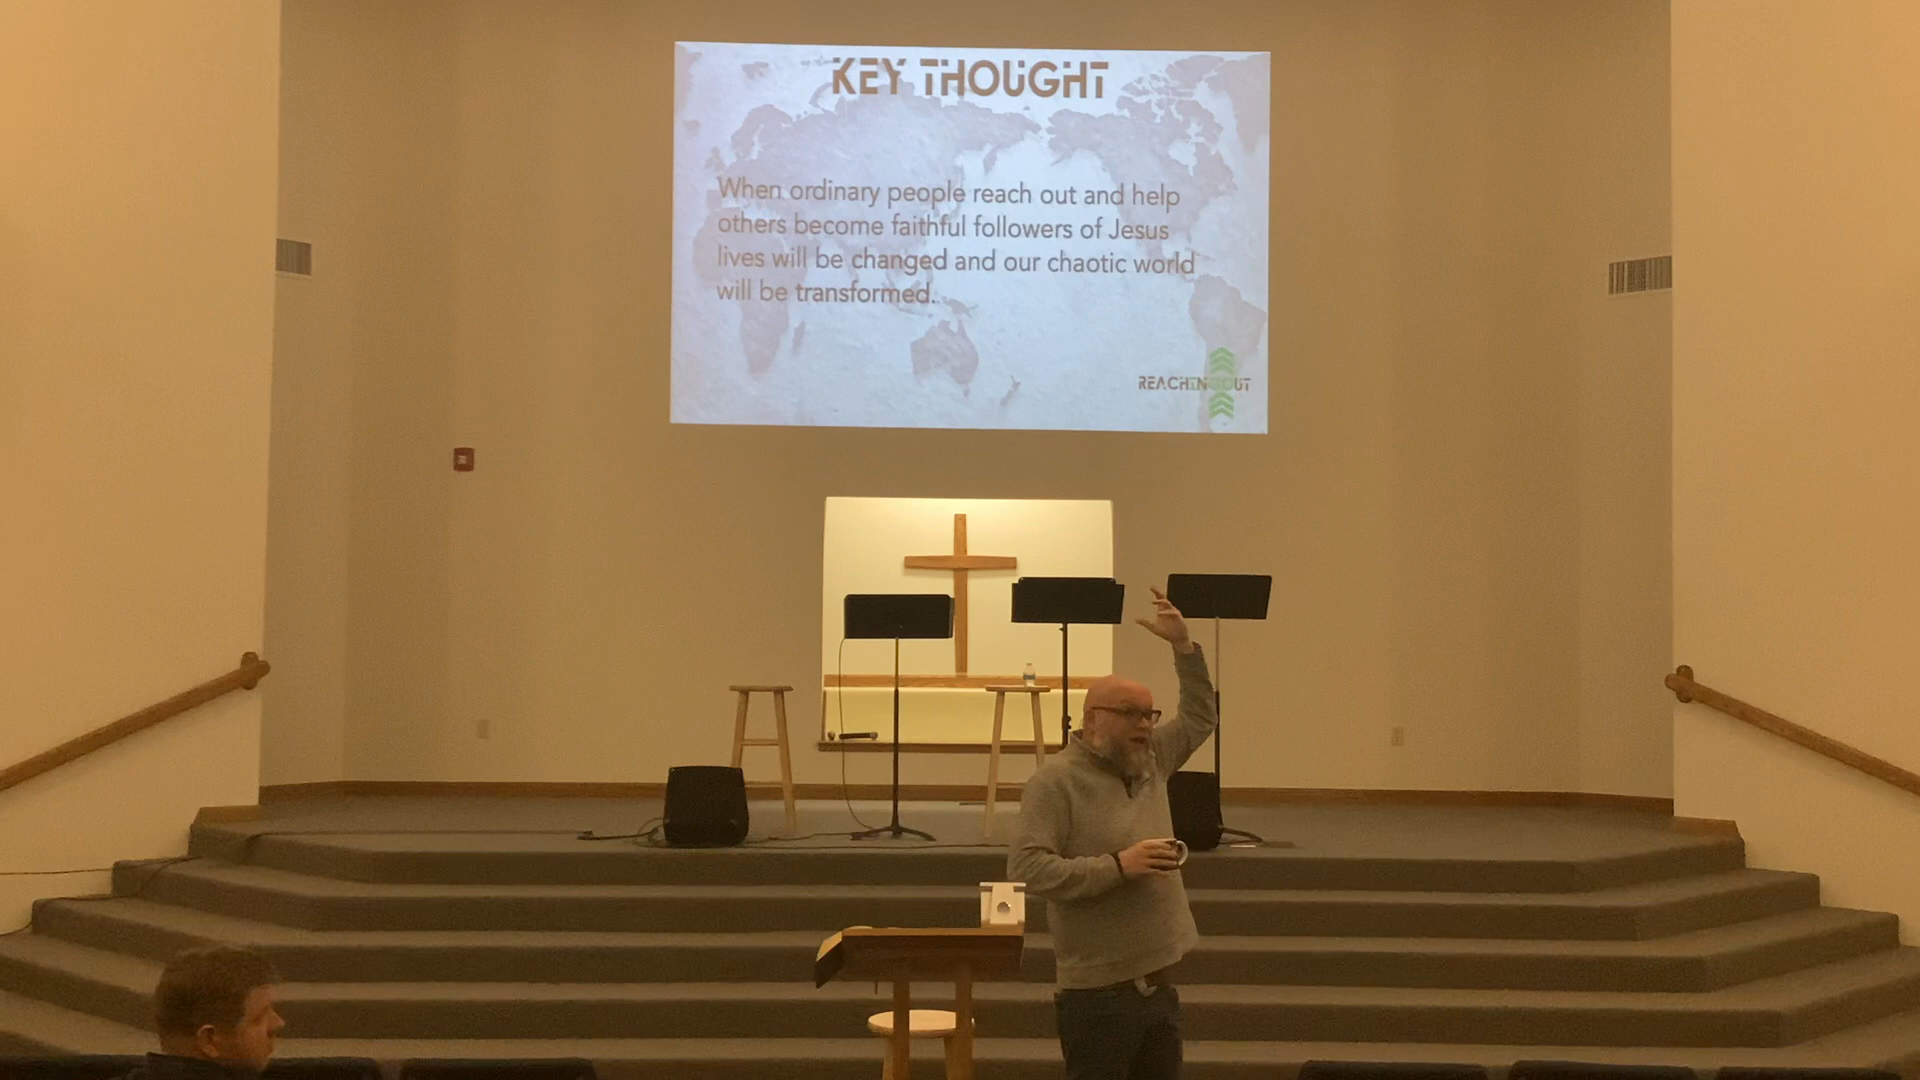 KEY THOUGHT
When ordinary people reach out and help
others become faithful followers of Jesus
lives will be changed and our chaotic world
will be transformed.
REACHINGOUT